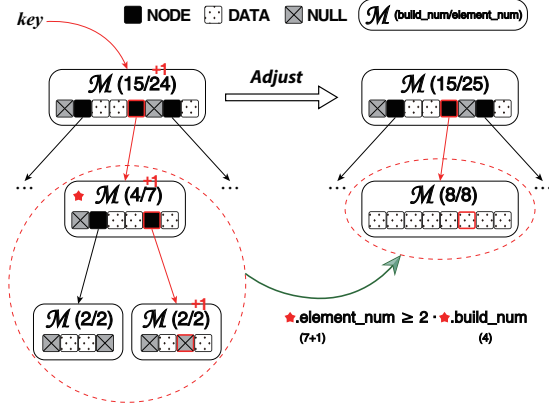 key
NODE DATA NULL ℳ (build_num/element_num)
+1
ℳ (15/24)
Adjust
ℳ (15/25)
... ... ... ...
+1
★ ℳ (4/7)
ℳ (8/8)
+1
ℳ (2/2) ℳ (2/2)
★.element_num ≥ 2 · ★.build_num
(7+1) (4)